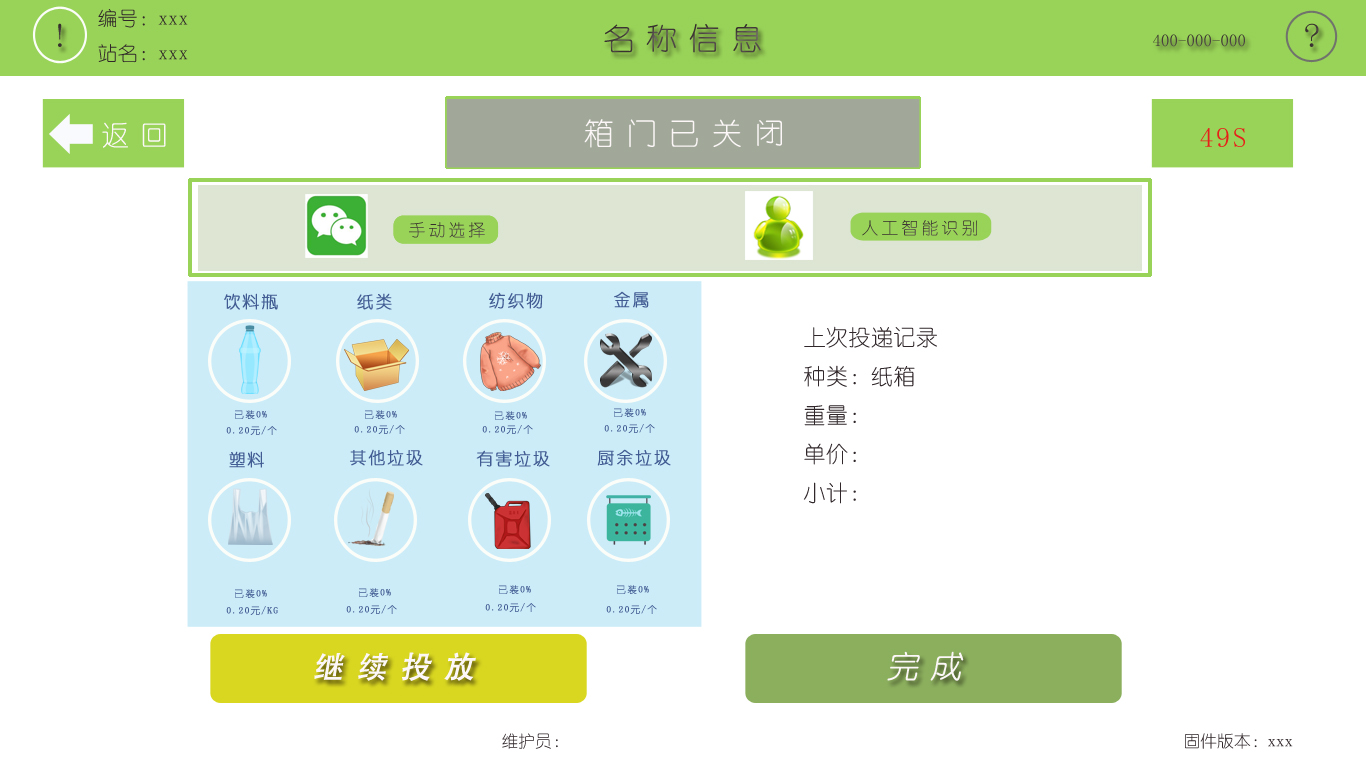 !
编号：xxx
站名：xxx
名称信息
400-000-000
?
返回
箱门已关闭
49S
手动选择
人工智能识别
饮料瓶
纸类
纺织物
金属
已装0%
已装0%
已装0%
已装0%
0.20元/个
0.20元/个
0.20元/个
0.20元/个
塑料
其他垃圾
有害垃圾
厨余垃圾
已装0%
已装0%
已装0%
已装0%
0.20元/KG
0.20元/个
0.20元/个
0.20元/个
上次投递记录
种类：纸箱
重量：
单价：
小计：
继续投放
完成
维护员：
固件版本：xxx